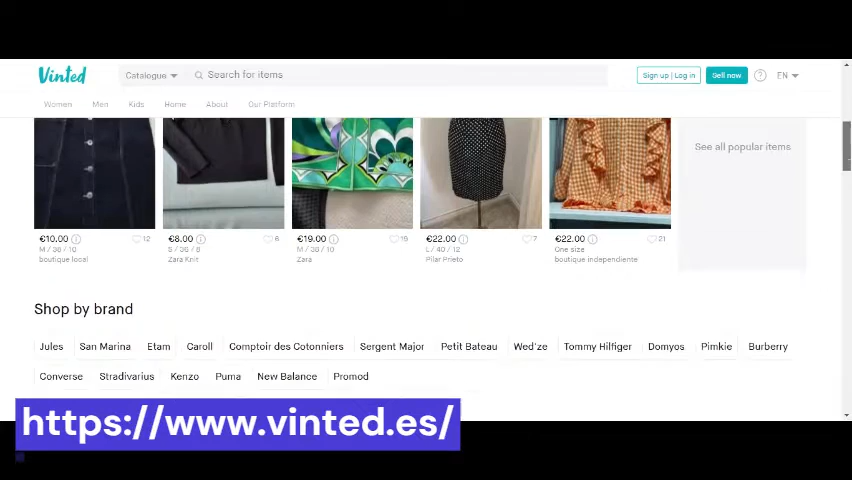 Vinted
Catalogue Search for items Sign up | Log in Sell now ? EN
Women Men Kids Home About Our Platform
See all popular items
€10.00 12 €8.00 6 €19.00 €22.00 7 €22.00 21
M / 38 / 10 S / 36 / 8 M / 38 / 10 L / 40 / 12 One size
boutique local Zara Knit Zara Pilar Prieto boutique independiente
Shop by brand
Jules San Marina Etam Caroll Comptoir des Cotonniers Sergent Major Petit Bateau Wed'ze Tommy Hilfiger Domyos Pimkie Burberry
Converse Stradivarius Kenzo Puma New Balance Promod
https://www.vinted.es/